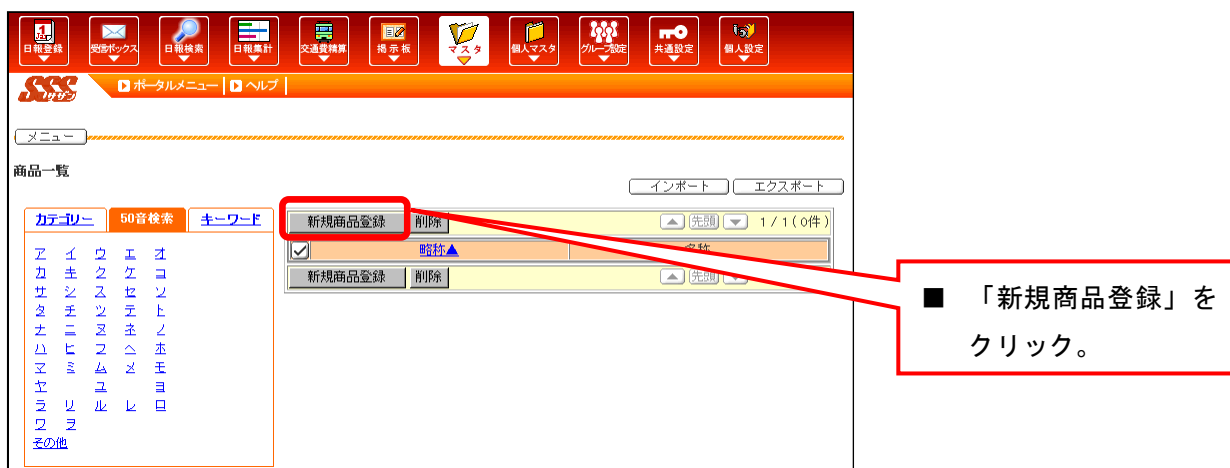 1
日報登録 受信ボックス 日報検索 日報集計 交通費精算 掲示板 マスタ 個人マスタ グループ設定 共通設定 個人設定
SSS サザン ポータルメニュー ヘルプ
メニュー
商品一覧
インポート エクスポート
カテゴリー 50音検索 キーワード
新規商品登録 削除 先頭 1/1(0件)
略称▲ 名称
新規商品登録 削除 先頭
ア イ ウ エ オ
カ キ ク ケ コ
サ シ ス セ ソ
タ チ ツ テ ト
ナ ニ ヌ ネ ノ
ハ ヒ フ ヘ ホ
マ ミ ム メ モ
ヤ ユ ヨ
ラ リ ル レ ロ
ワ ヲ
その他
■ 「新規商品登録」を
クリック。